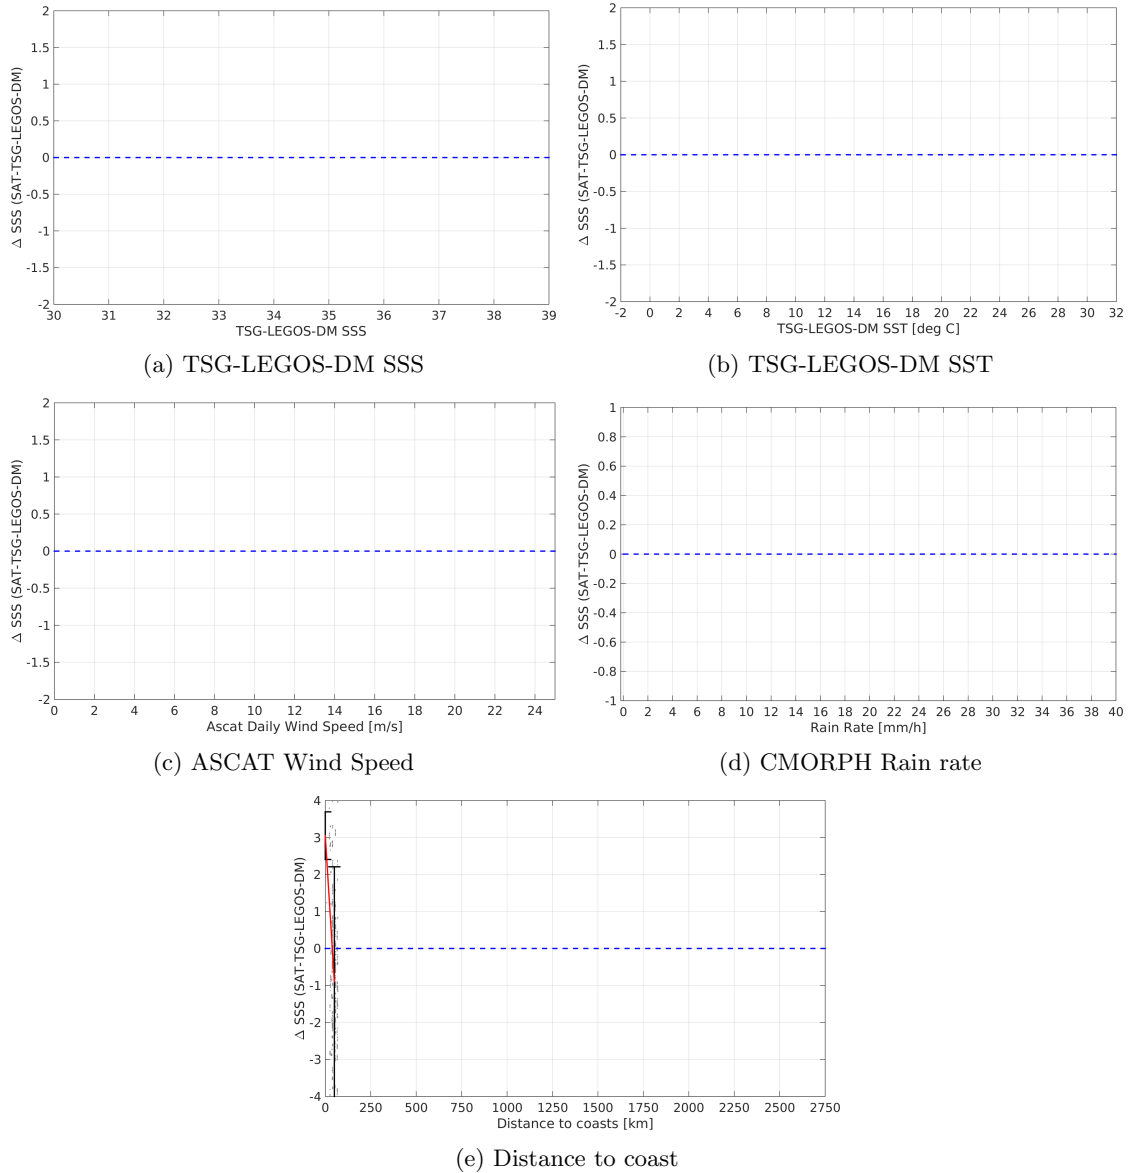 2
1.5
1
0.5
0
-0.5
-1
-1.5
-2
Δ SSS (SAT-TSG-LEGOS-DM)
30 31 32 33 34 35 36 37 38 39
TSG-LEGOS-DM SSS
(a) TSG-LEGOS-DM SSS
2
1.5
1
0.5
0
-0.5
-1
-1.5
-2
Δ SSS (SAT-TSG-LEGOS-DM)
-2 0 2 4 6 8 10 12 14 16 18 20 22 24 26 28 30 32
TSG-LEGOS-DM SST [deg C]
(b) TSG-LEGOS-DM SST
2
1.5
1
0.5
0
-0.5
-1
-1.5
-2
Δ SSS (SAT-TSG-LEGOS-DM)
0 2 4 6 8 10 12 14 16 18 20 22 24
Ascat Daily Wind Speed [m/s]
(c) ASCAT Wind Speed
1
0.8
0.6
0.4
0.2
0
-0.2
-0.4
-0.6
-0.8
-1
Δ SSS (SAT-TSG-LEGOS-DM)
0 2 4 6 8 10 12 14 16 18 20 22 24 26 28 30 32 34 36 38 40
Rain Rate [mm/h]
(d) CMORPH Rain rate
4
3
2
1
0
-1
-2
-3
-4
Δ SSS (SAT-TSG-LEGOS-DM)
0 250 500 750 1000 1250 1500 1750 2000 2250 2500 2750
Distance to coasts [km]
(e) Distance to coast